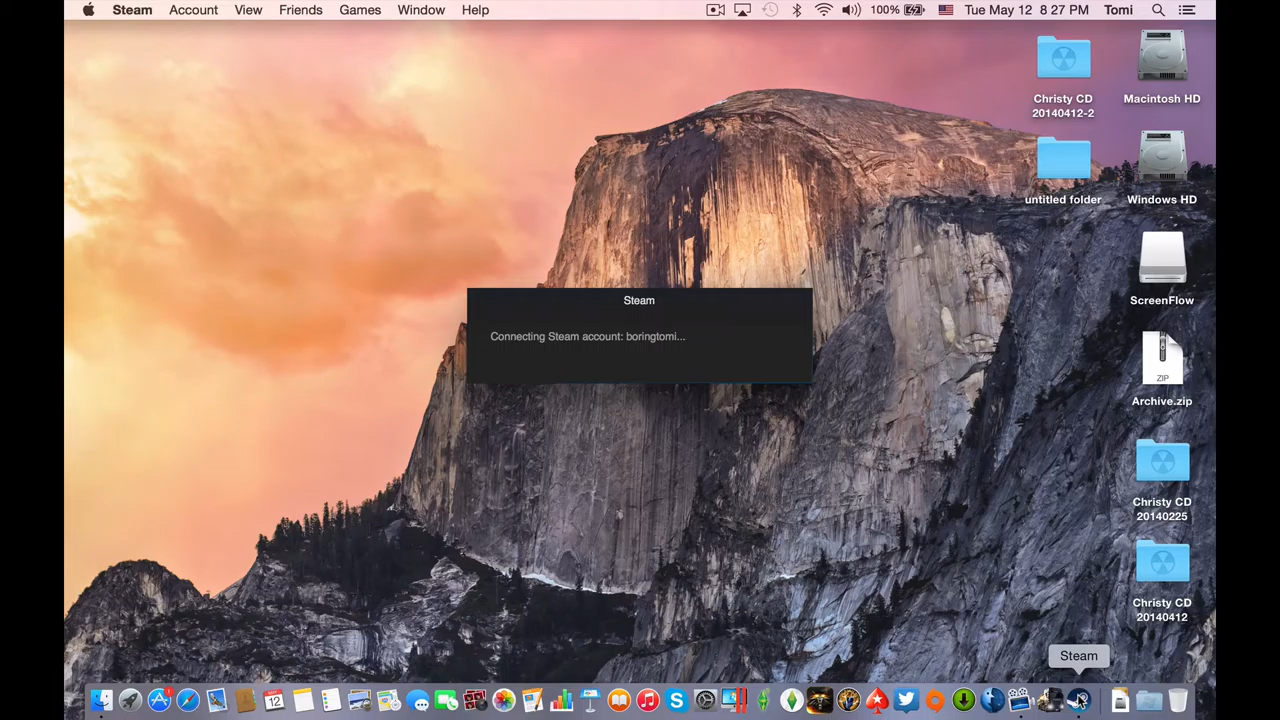 Steam Account View Friends Games Window Help 100% Tue May 12 8:27 PM Tomi
Christy CD
20140412-2
Macintosh HD
untitled folder
Windows HD
ScreenFlow
Steam
Connecting Steam account: boringtomi...
ZIP
Archive.zip
Christy CD
20140225
Christy CD
20140412
Steam
12